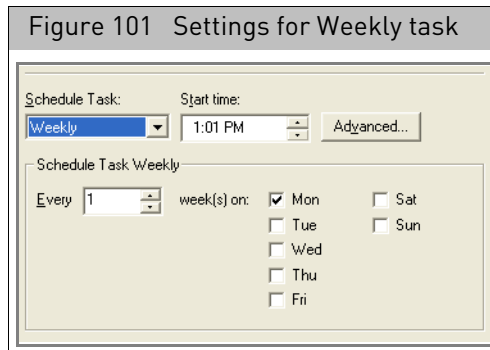 Figure 101 Settings for Weekly task
Schedule Task: Start time:
Weekly 1:01 PM Advanced...
Schedule Task Weekly
Every 1 week(s) on: Mon Sat
Tue Sun
Wed
Thu
Fri